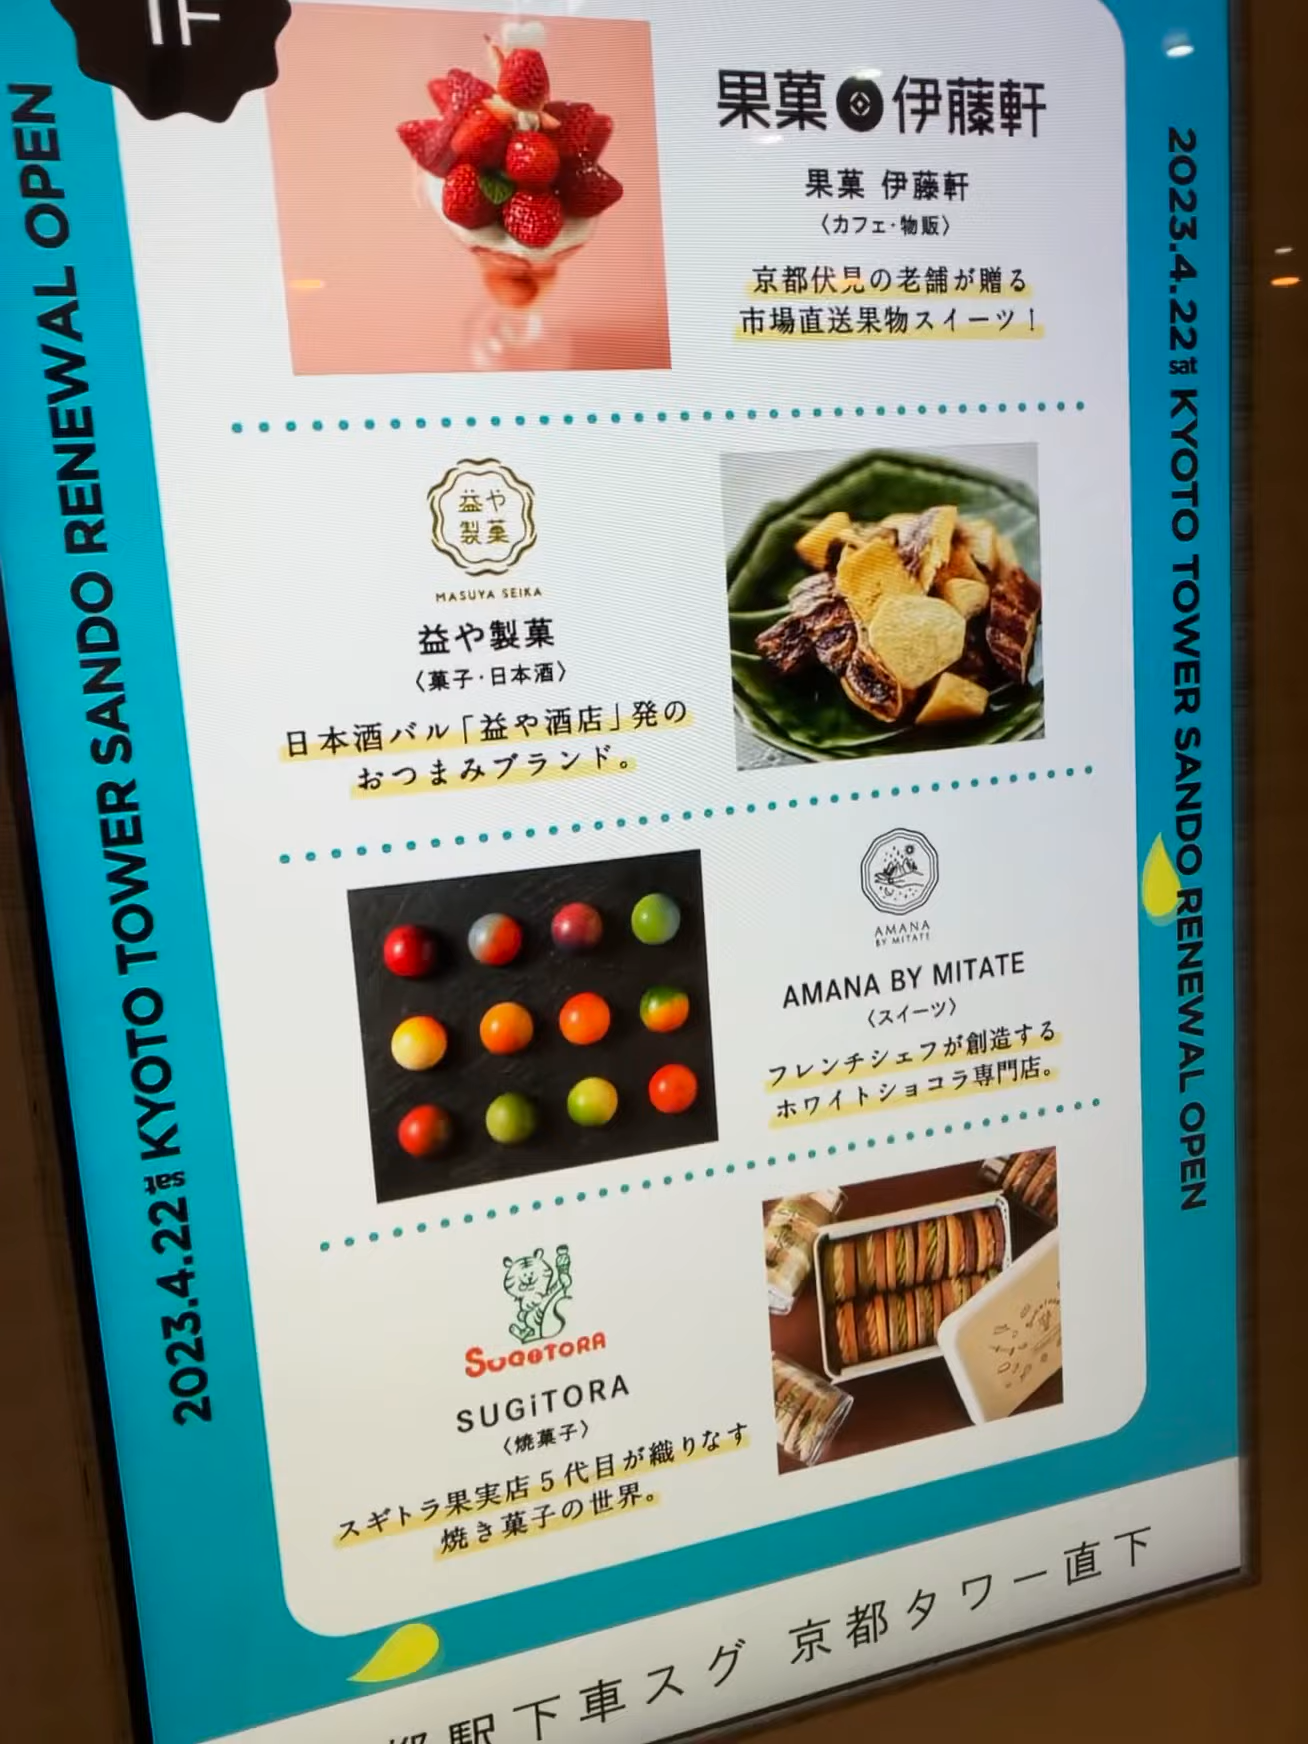 1F
果菓 伊藤軒
果菓 伊藤軒
〈カフェ・物販〉
京都伏見の老舗が贈る
市場直送果物スイーツ！
益や
製菓
MASUYA SEIKA
益や製菓
〈菓子・日本酒〉
日本酒バル「益や酒店」発の
おつまみブランド。
AMANA
BY MITATE
AMANA BY MITATE
〈スイーツ〉
フレンチシェフが創造する
ホワイトショコラ専門店。
SUGiTORA
SUGiTORA
〈焼菓子〉
スギトラ果実店5代目が織りなす
焼き菓子の世界。
2023.4.22 sat KYOTO TOWER SANDO RENEWAL OPEN
2023.4.22 sat KYOTO TOWER SANDO RENEWAL OPEN
都駅下車スグ 京都タワー直下